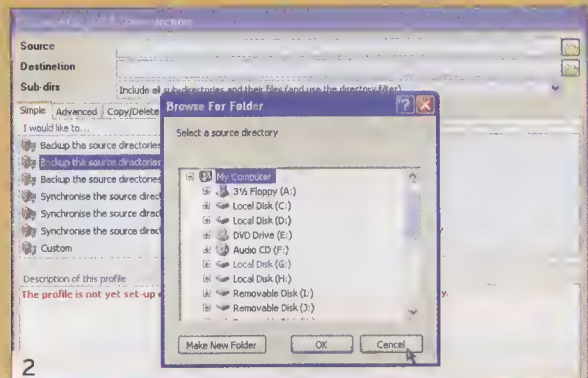 Source
Destination
Sub-dirs
Include all sub-directories and their files (and use the directory filter)
Simple Advanced Copy/Delete
I would like to...
Backup the source directories
Backup the source directories
Backup the source directories
Synchronise the source direct
Synchronise the source direct
Synchronise the source direct
Custom
Description of this profile
The profile is not yet set-up
Browse For Folder
Select a source directory
My Computer
3½ Floppy (A:)
Local Disk (C:)
Local Disk (D:)
DVD Drive (E:)
Audio CD (F:)
Local Disk (G:)
Local Disk (H:)
Removable Disk (I:)
Removable Disk (J:)
Make New Folder
OK
Cancel
2